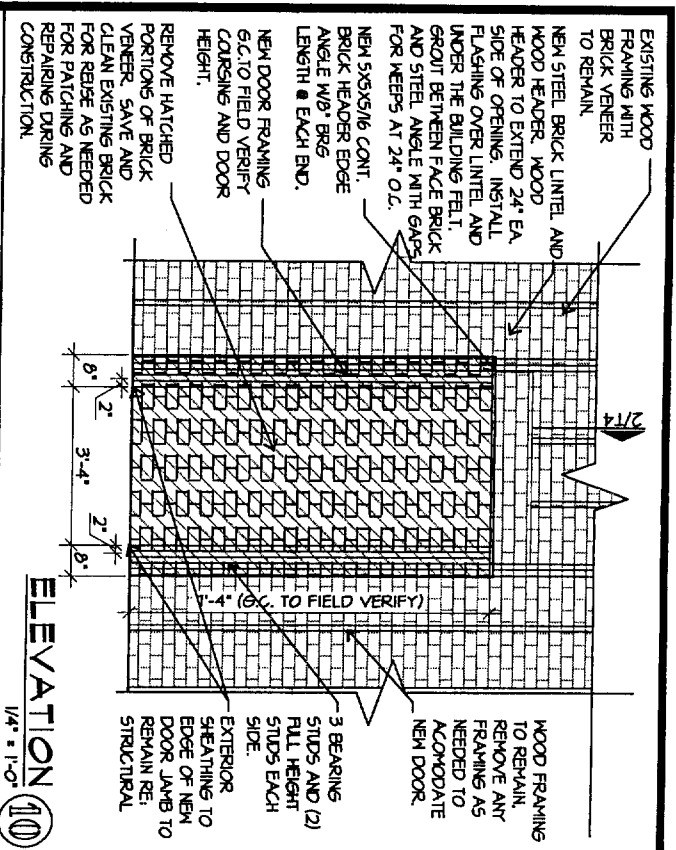 EXISTING WOOD
FRAMING WITH
BRICK VENEER
TO REMAIN.
NEW STEEL BRICK LINTEL AND
WOOD HEADER. WOOD
HEADER TO EXTEND 24" EA.
SIDE OF OPENING. INSTALL
FLASHING OVER LINTEL AND
UNDER THE BUILDING FELT.
GROUT BETWEEN FACE BRICK
AND STEEL ANGLE WITH GAPS
FOR WEEPS AT 24" O.C.
NEW 5X5X5/16 CONT.
BRICK HEADER EDGE
ANGLE W/8" BRG
LENGTH @ EACH END.
NEW DOOR FRAMING
G.C.TO FIELD VERIFY
COURSING AND DOOR
HEIGHT.
REMOVE HATCHED
PORTIONS OF BRICK
VENEER. SAVE AND
CLEAN EXISTING BRICK
FOR REUSE AS NEEDED
FOR PATCHING AND
REPAIRING DURING
CONSTRUCTION.
2/T4
8"
2"
3'-4"
2"
8"
7'-4" (G.C. TO FIELD VERIFY)
WOOD FRAMING
TO REMAIN.
REMOVE ANY
FRAMING AS
NEEDED TO
ACOMODATE
NEW DOOR.
3 BEARING
STUDS AND (2)
FULL HEIGHT
STUDS EACH
SIDE.
EXTERIOR
SHEATHING TO
EDGE OF NEW
DOOR JAMB TO
REMAIN RE:
STRUCTURAL
ELEVATION 10
1/4" = 1'-0"